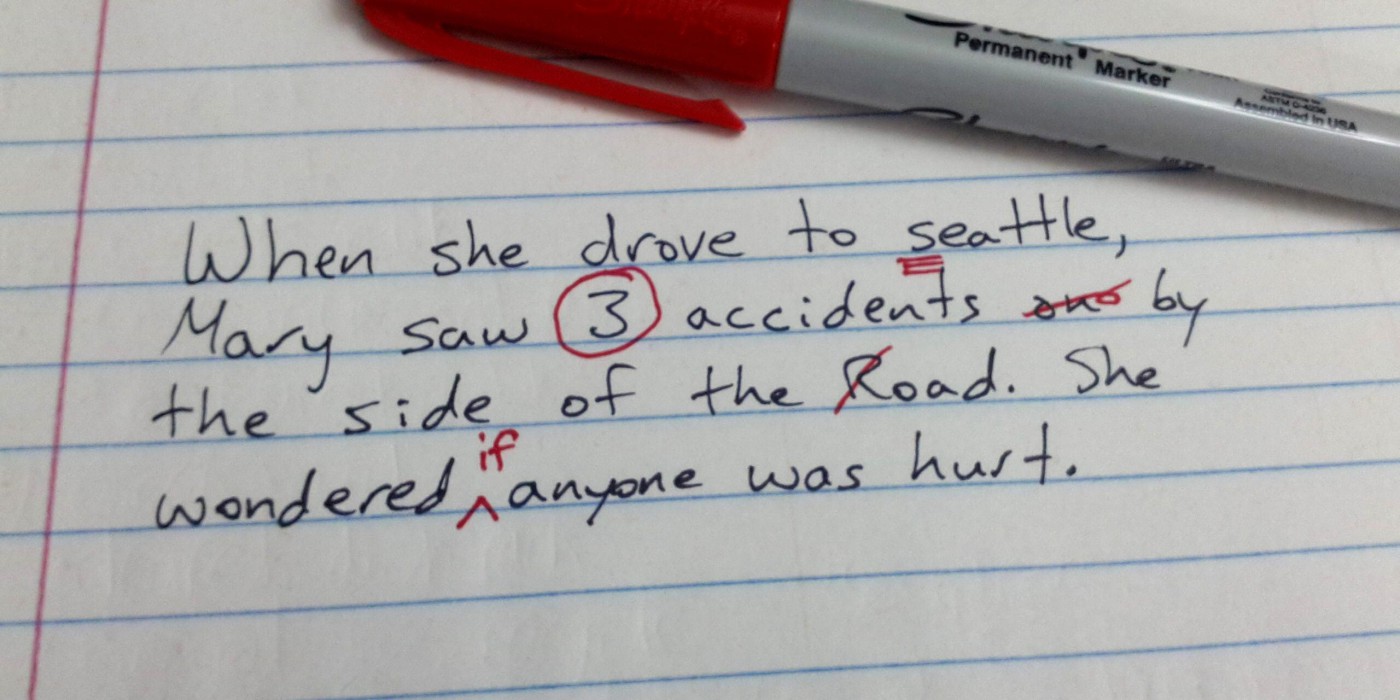 Permanent Marker
ASTM D-4236
Assembled in USA
When she drove to seattle,
Mary saw 3 accidents one by
the side of the Road. She
if
wondered ^ anyone was hurt.